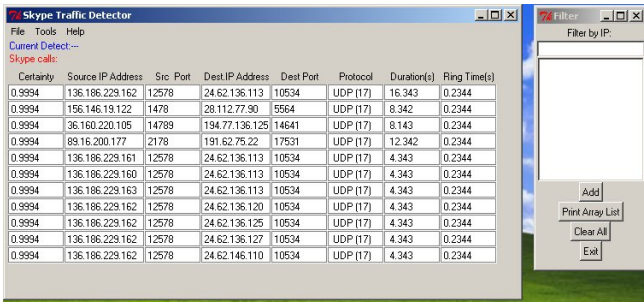 Skype Traffic Detector
File Tools Help
Current Detect:---
Skype calls:
Certainty Source IP Address Src Port Dest.IP Address Dest Port Protocol Duration(s) Ring Time(s)
0.9994 136.186.229.162 12578 24.62.136.113 10534 UDP (17) 16.343 0.2344
0.9994 156.146.19.122 1478 28.112.77.90 5564 UDP (17) 8.342 0.2344
0.9994 36.160.220.105 14789 194.77.136.125 14641 UDP (17) 8.143 0.2344
0.9994 89.16.200.177 2178 191.62.75.22 17531 UDP (17) 12.342 0.2344
0.9994 136.186.229.161 12578 24.62.136.113 10534 UDP (17) 4.343 0.2344
0.9994 136.186.229.160 12578 24.62.136.113 10534 UDP (17) 4.343 0.2344
0.9994 136.186.229.163 12578 24.62.136.113 10534 UDP (17) 4.343 0.2344
0.9994 136.186.229.162 12578 24.62.136.120 10534 UDP (17) 4.343 0.2344
0.9994 136.186.229.162 12578 24.62.136.125 10534 UDP (17) 4.343 0.2344
0.9994 136.186.229.162 12578 24.62.136.127 10534 UDP (17) 4.343 0.2344
0.9994 136.186.229.162 12578 24.62.146.110 10534 UDP (17) 4.343 0.2344
Filter
Filter by IP:
Add
Print Array List
Clear All
Exit